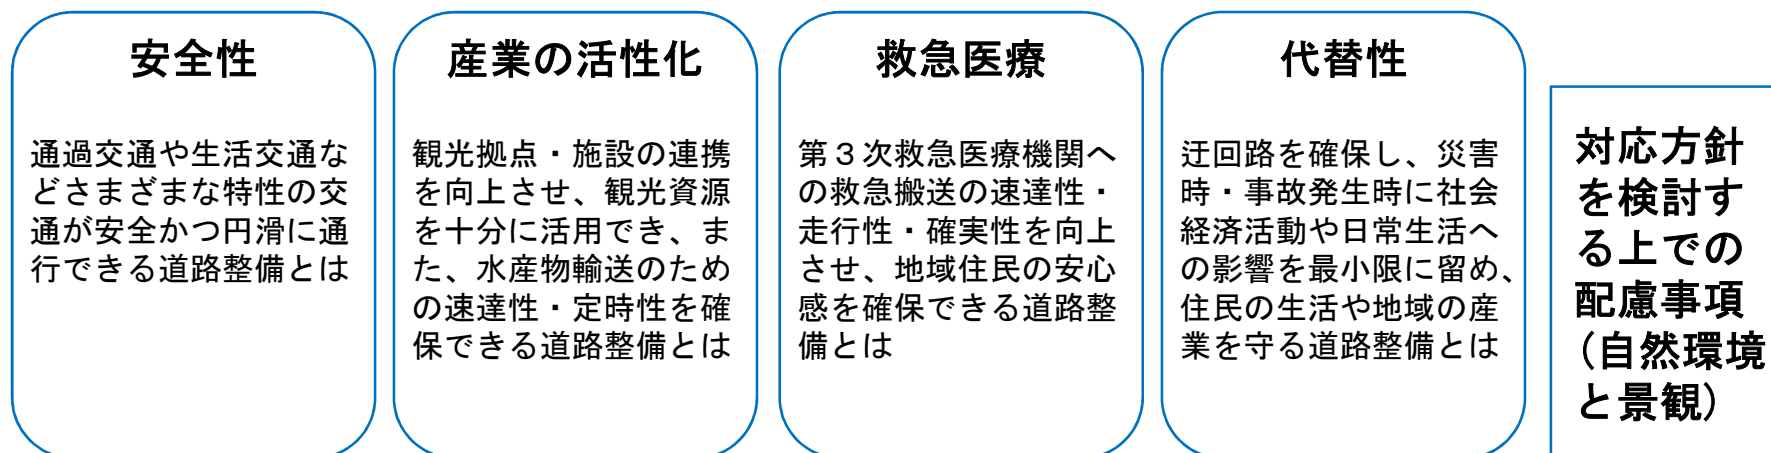 安全性
通過交通や生活交通な
どさまざまな特性の交
通が安全かつ円滑に通
行できる道路整備とは
産業の活性化
観光拠点・施設の連携
を向上させ、観光資源
を十分に活用でき、ま
た、水産物輸送のため
の速達性・定時性を確
保できる道路整備とは
救急医療
第３次救急医療機関へ
の救急搬送の速達性・
走行性・確実性を向上
させ、地域住民の安心
感を確保できる道路整
備とは
代替性
迂回路を確保し、災害
時・事故発生時に社会
経済活動や日常生活へ
の影響を最小限に留め、
住民の生活や地域の産
業を守る道路整備とは
対応方針
を検討す
る上での
配慮事項
（自然環境
と景観）